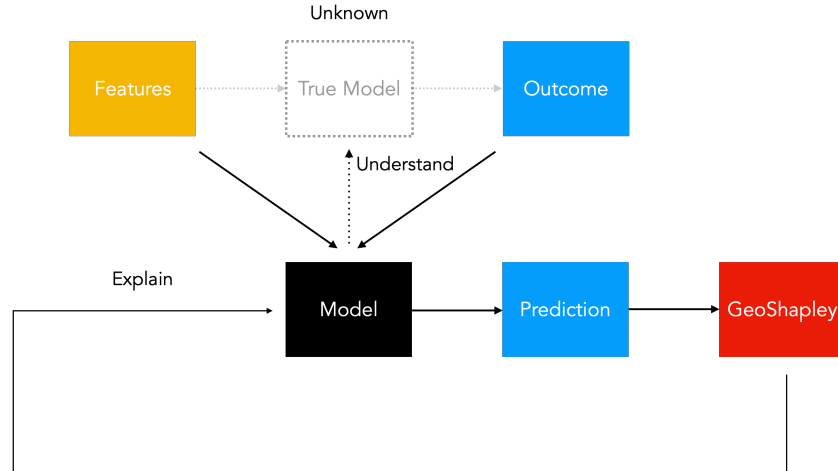 Unknown
Features
True Model
Outcome
Understand
Explain
Model
Prediction
GeoShapley